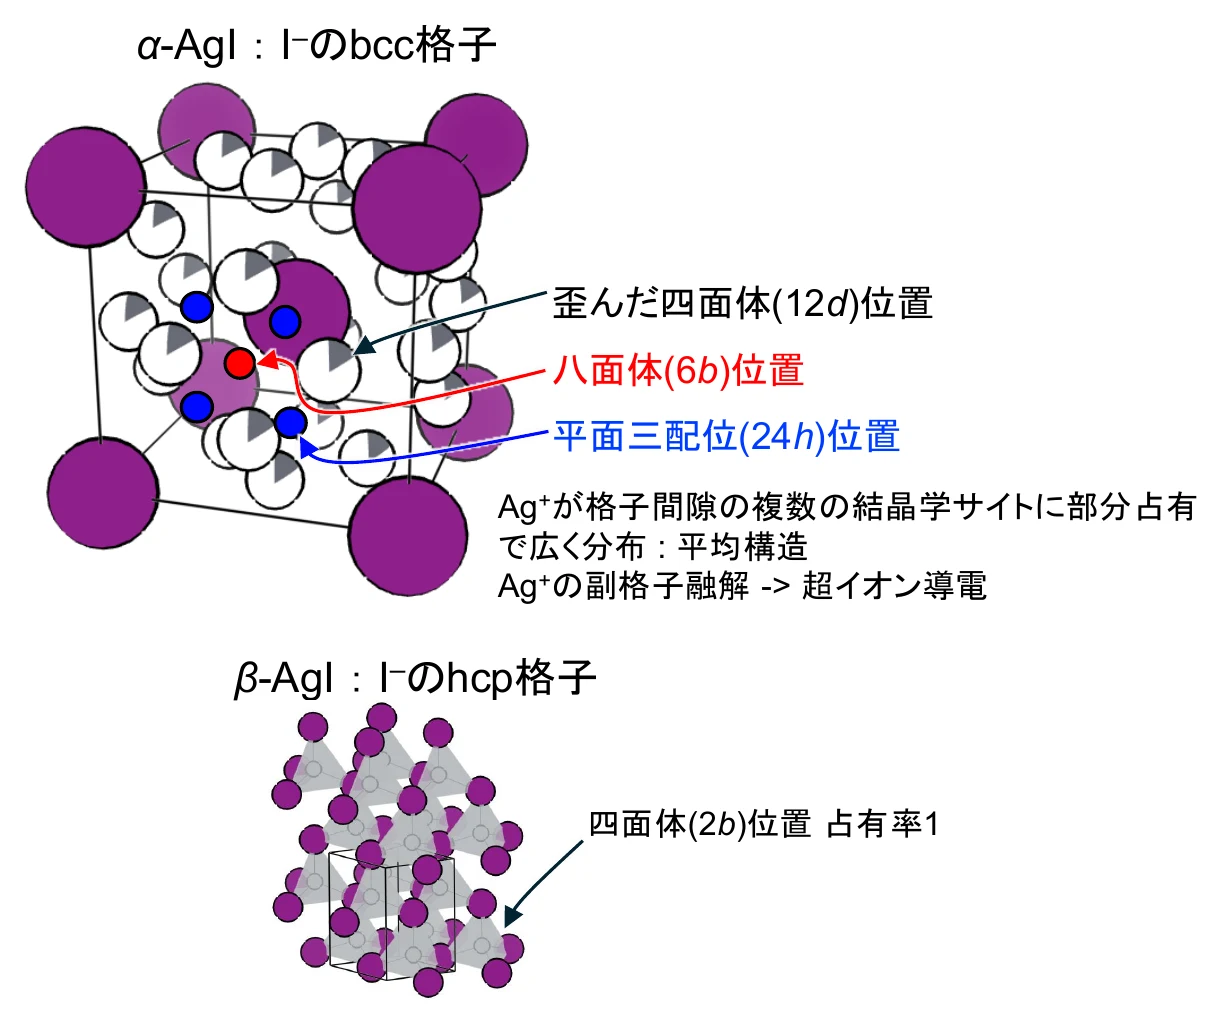 α-AgI：I⁻のbcc格子
歪んだ四面体(12d)位置
八面体(6b)位置
平面三配位(24h)位置
Ag⁺が格子間隙の複数の結晶学サイトに部分占有
で広く分布：平均構造
Ag⁺の副格子融解 -> 超イオン導電
β-AgI：I⁻のhcp格子
四面体(2b)位置 占有率1